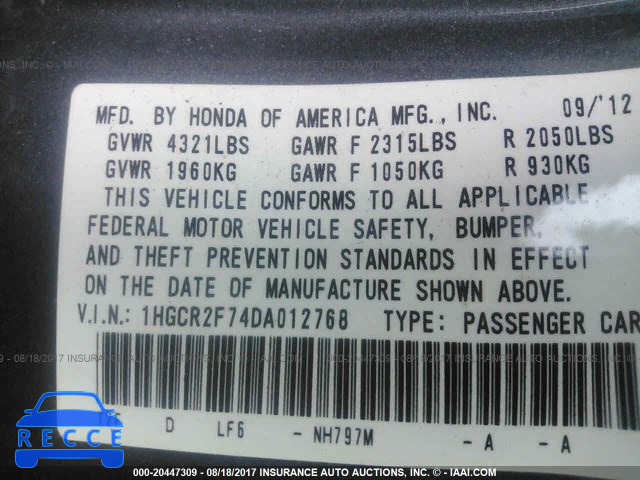 MFD. BY HONDA OF AMERICA MFG., INC. 09/'12
GVWR 4321LBS GAWR F 2315LBS R 2050LBS
GVWR 1960KG GAWR F 1050KG R 930KG
THIS VEHICLE CONFORMS TO ALL APPLICABLE
FEDERAL MOTOR VEHICLE SAFETY, BUMPER,
AND THEFT PREVENTION STANDARDS IN EFFECT
ON THE DATE OF MANUFACTURE SHOWN ABOVE.
V.I.N.: 1HGCR2F74DA012768 TYPE: PASSENGER CAR
D LF6 - NH797M - A - A
RECCE
000-20447309 - 08/18/2017 INSURANCE AUTO AUCTIONS, INC. - © IAAI.COM